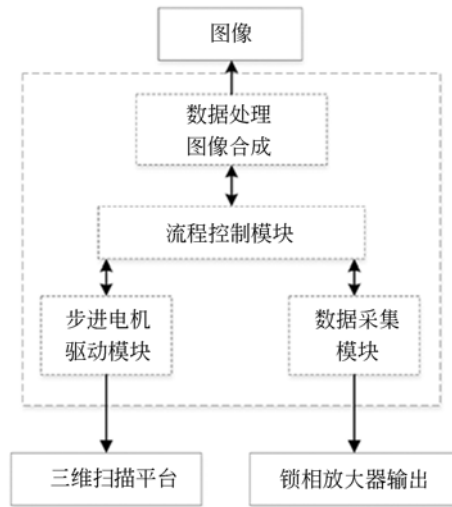 图像
数据处理
图像合成
流程控制模块
步进电机
驱动模块
数据采集
模块
三维扫描平台
锁相放大器输出